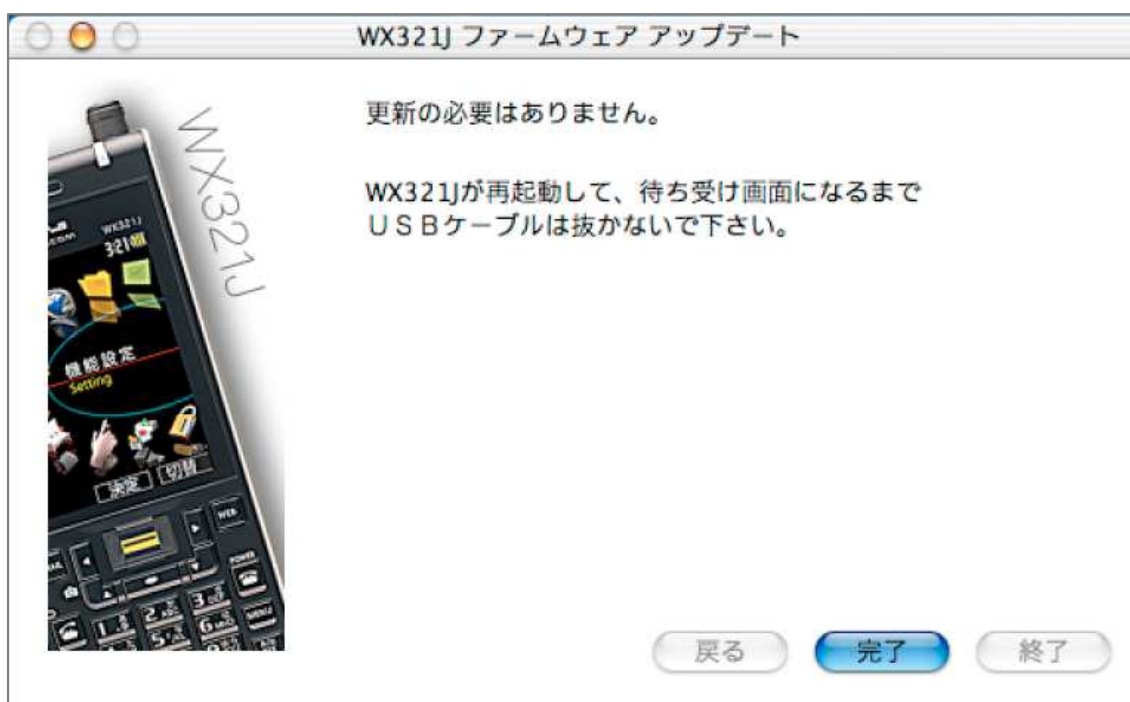 WX321J ファームウェア アップデート
更新の必要はありません。
WX321Jが再起動して、待ち受け画面になるまで
ＵＳＢケーブルは抜かないで下さい。
WX321J
WX321J
機能設定
Setting
決定 切替
WEB
POWER
MENU
戻る 完了 終了